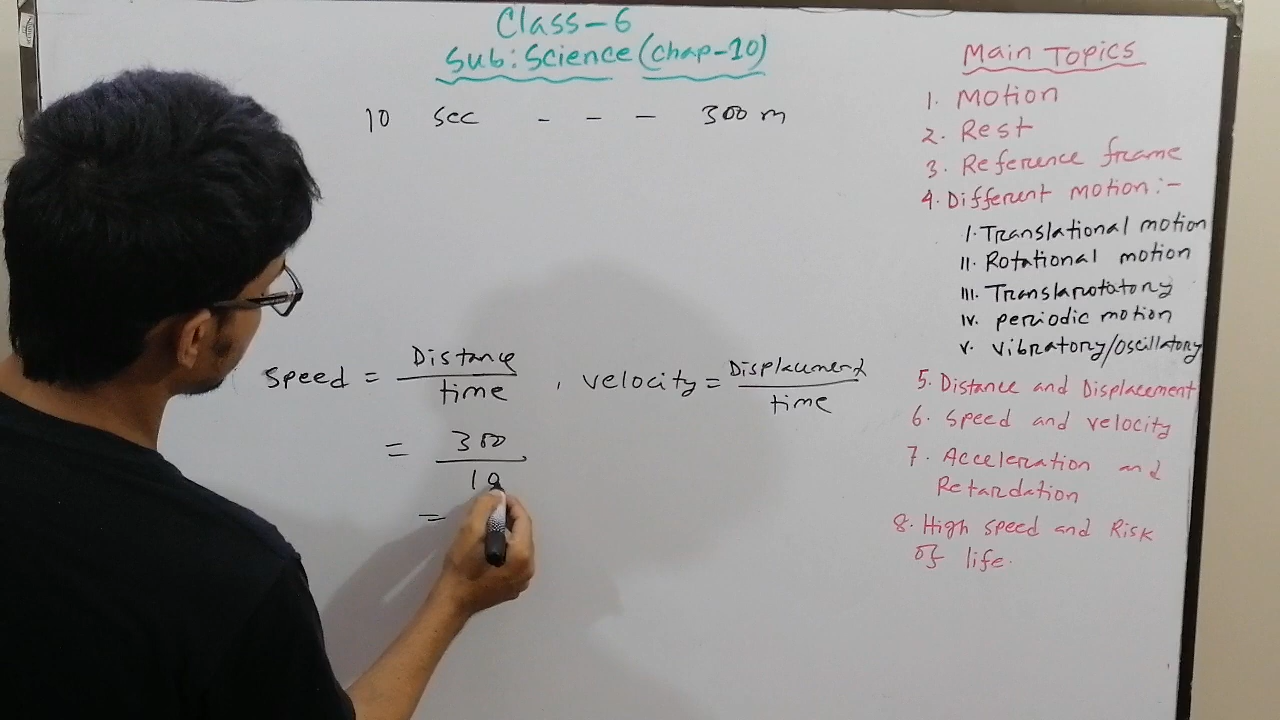 Class-6
Sub: Science (chap-10)
10 sec - - - 300 m
Speed = Distance / time , velocity = Displacement / time
= 300 / 10
=
Main Topics
1. Motion
2. Rest
3. Reference frame
4. Different motion:-
I. Translational motion
II. Rotational motion
III. Translarotatory
IV. periodic motion
V. vibratory/oscillatory
5. Distance and Displacement
6. Speed and velocity
7. Acceleration and
Retardation
8. High speed and Risk
of life.